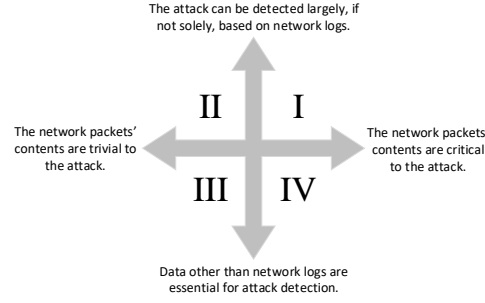 The attack can be detected largely, if
not solely, based on network logs.
II
I
The network packets’
contents are trivial to
the attack.
The network packets
contents are critical
to the attack.
III
IV
Data other than network logs are
essential for attack detection.